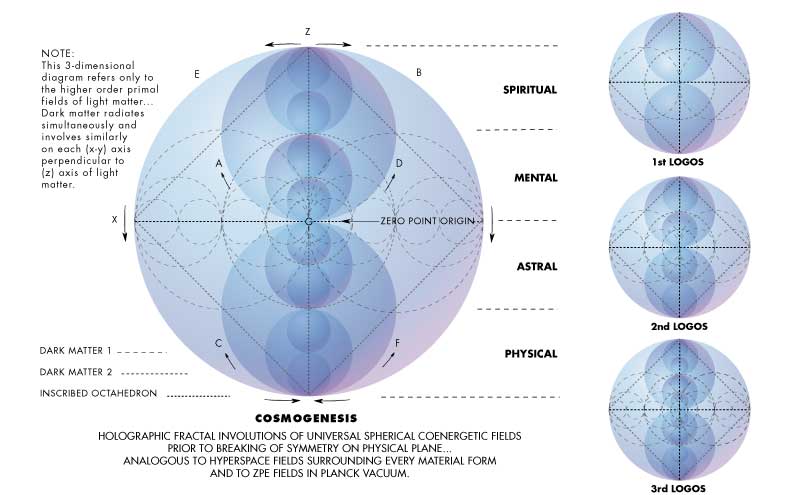 NOTE:
This 3-dimensional
diagram refers only to
the higher order primal
fields of light matter...
Dark matter radiates
simultaneously and
involves similarly
on each (x-y) axis
perpendicular to
(z) axis of light
matter.
Z
E
B
A
D
X
G
ZERO POINT ORIGIN
C
F
SPIRITUAL
MENTAL
ASTRAL
PHYSICAL
DARK MATTER 1
DARK MATTER 2
INSCRIBED OCTAHEDRON
COSMOGENESIS
HOLOGRAPHIC FRACTAL INVOLUTIONS OF UNIVERSAL SPHERICAL COENERGETIC FIELDS
PRIOR TO BREAKING OF SYMMETRY ON PHYSICAL PLANE...
ANALOGOUS TO HYPERSPACE FIELDS SURROUNDING EVERY MATERIAL FORM
AND TO ZPE FIELDS IN PLANCK VACUUM.
1st LOGOS
2nd LOGOS
3rd LOGOS